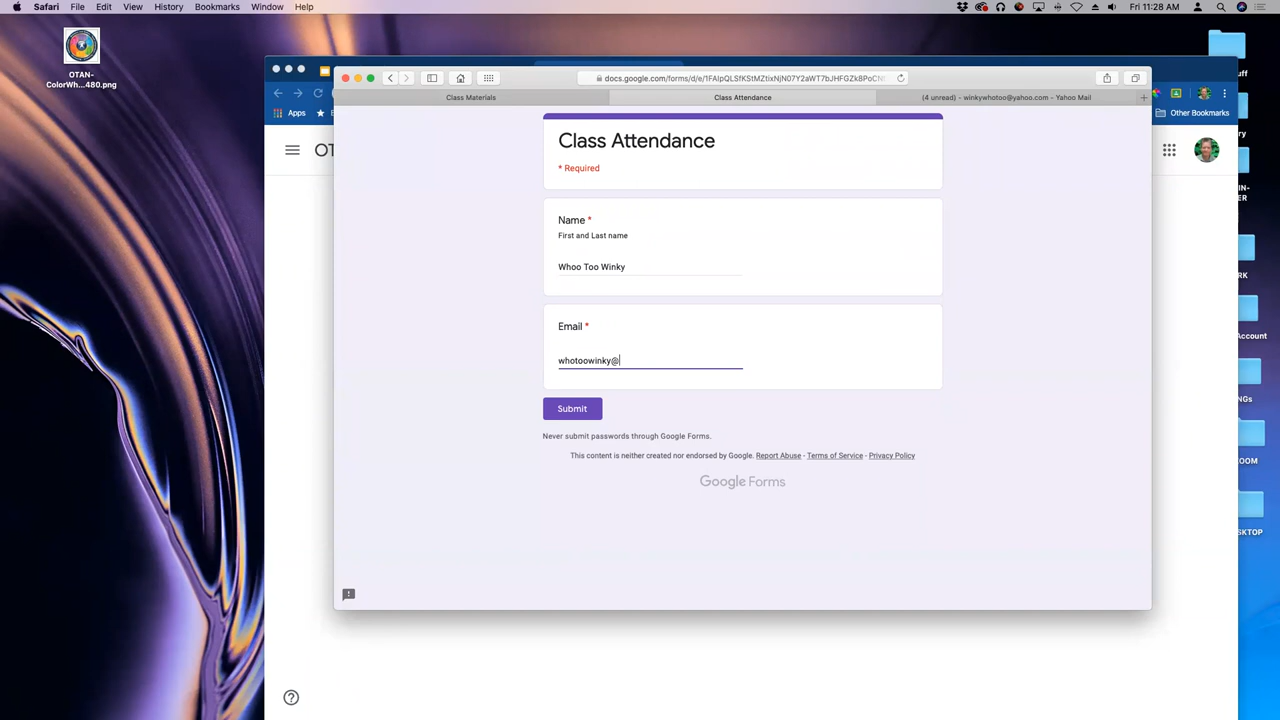 Safari File Edit View History Bookmarks Window Help Fri 11:28 AM
OTAN-
ColorWh...480.png
docs.google.com/forms/d/e/1FAIpQLSfKStMZtixNjN07Y2aWT7bJHFGZk8PoCN
Class Materials Class Attendance (4 unread) - winkywhotoo@yahoo.com - Yahoo Mail
Apps Other Bookmarks
Class Attendance
* Required
Name *
First and Last name
Whoo Too Winky
Email *
whotoowinky@
Submit
Never submit passwords through Google Forms.
This content is neither created nor endorsed by Google. Report Abuse - Terms of Service - Privacy Policy
Google Forms